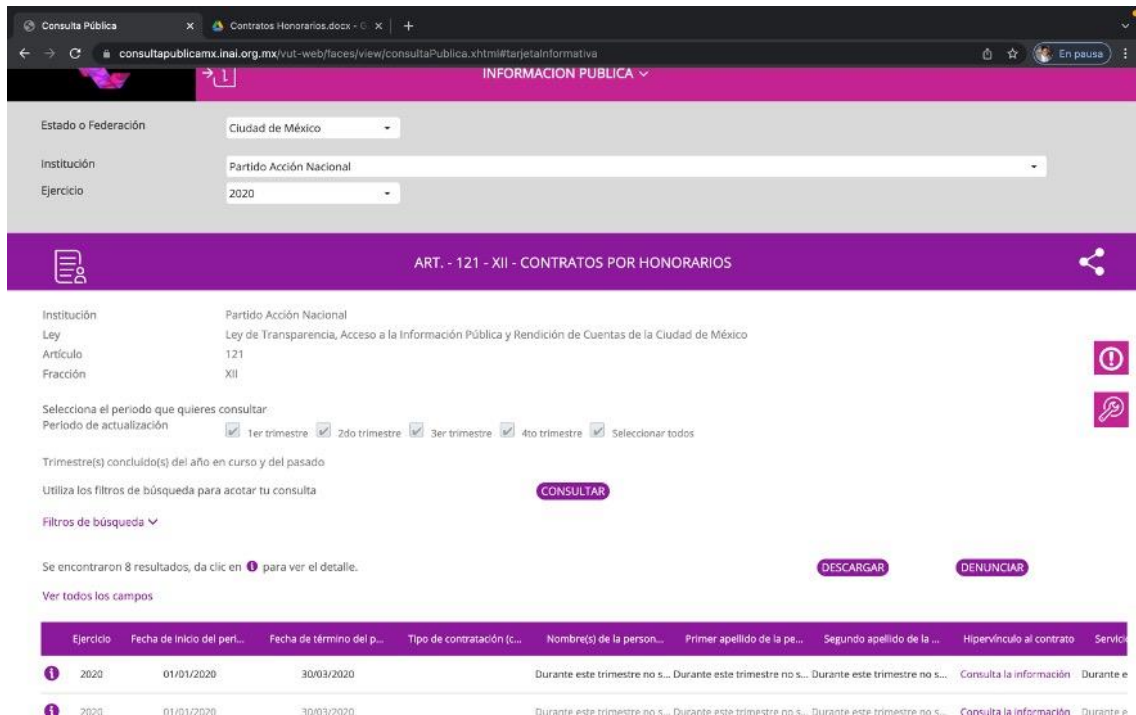 Consulta Pública
Contratos Honorarios.docx - G
consultapublicamx.inai.org.mx/vut-web/faces/view/consultaPublica.xhtml#tarjetaInformativa
En pausa
INFORMACIÓN PÚBLICA
Estado o Federación Ciudad de México
Institución Partido Acción Nacional
Ejercicio 2020
ART. - 121 - XII - CONTRATOS POR HONORARIOS
Institución Partido Acción Nacional
Ley Ley de Transparencia, Acceso a la Información Pública y Rendición de Cuentas de la Ciudad de México
Artículo 121
Fracción XII
Selecciona el periodo que quieres consultar
Periodo de actualización 1er trimestre 2do trimestre 3er trimestre 4to trimestre Seleccionar todos
Trimestre(s) concluido(s) del año en curso y del pasado
Utiliza los filtros de búsqueda para acotar tu consulta CONSULTAR
Filtros de búsqueda
Se encontraron 8 resultados, da clic en i para ver el detalle. DESCARGAR DENUNCIAR
Ver todos los campos
Ejercicio Fecha de inicio del peri... Fecha de término del p... Tipo de contratación (c... Nombre(s) de la person... Primer apellido de la pe... Segundo apellido de la ... Hipervínculo al contrato Servicio
2020 01/01/2020 30/03/2020 Durante este trimestre no s... Durante este trimestre no s... Durante este trimestre no s... Consulta la información Durante e
2020 01/01/2020 30/03/2020 Durante este trimestre no s... Durante este trimestre no s... Durante este trimestre no s... Consulta la información Durante e